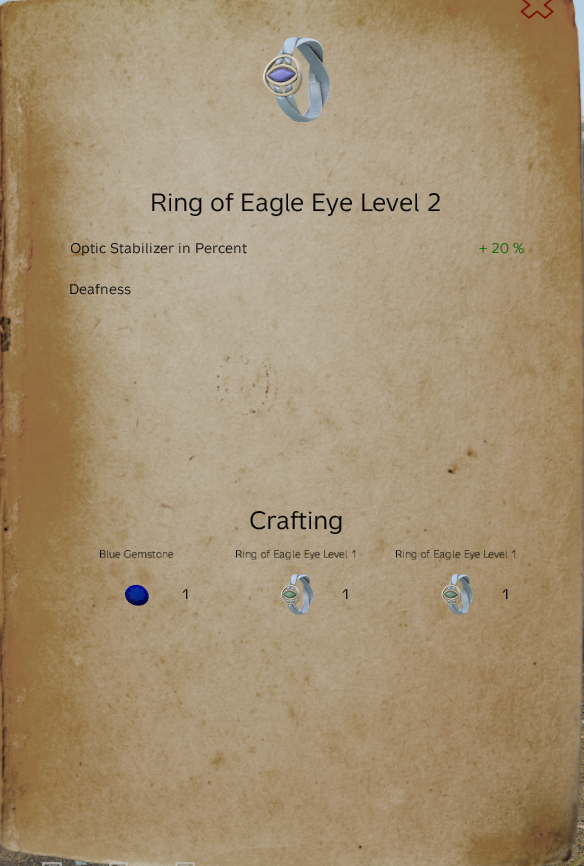 Ring of Eagle Eye Level 2
Optic Stabilizer in Percent + 20 %
Deafness
Crafting
Blue Gemstone Ring of Eagle Eye Level 1 Ring of Eagle Eye Level 1
1 1 1